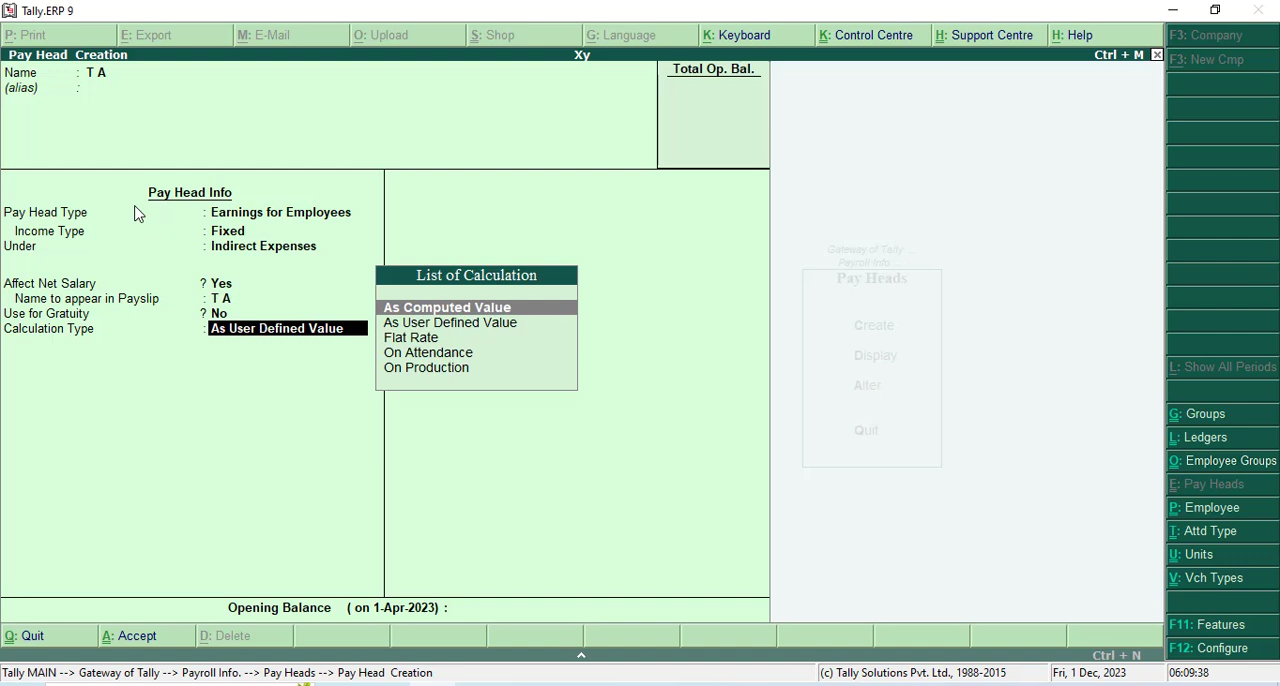 Tally.ERP 9
P: Print E: Export M: E-Mail O: Upload S: Shop G: Language K: Keyboard K: Control Centre H: Support Centre H: Help
Pay Head Creation Xy Ctrl + M
Name : T A
(alias) :
Total Op. Bal.
Pay Head Info
Pay Head Type : Earnings for Employees
Income Type : Fixed
Under : Indirect Expenses
Affect Net Salary ? Yes
Name to appear in Payslip : T A
Use for Gratuity ? No
Calculation Type : As User Defined Value
List of Calculation
As Computed Value
As User Defined Value
Flat Rate
On Attendance
On Production
Gateway of Tally ...
Payroll Info ...
Pay Heads
Create
Display
Alter
Quit
Opening Balance ( on 1-Apr-2023) :
F3: Company
F3: New Cmp
L: Show All Periods
G: Groups
L: Ledgers
O: Employee Groups
E: Pay Heads
P: Employee
T: Attd Type
U: Units
V: Vch Types
F11: Features
F12: Configure
Q: Quit A: Accept D: Delete
Ctrl + N
Tally MAIN --> Gateway of Tally --> Payroll Info. --> Pay Heads --> Pay Head Creation (c) Tally Solutions Pvt. Ltd., 1988-2015 Fri, 1 Dec, 2023 06:09:38